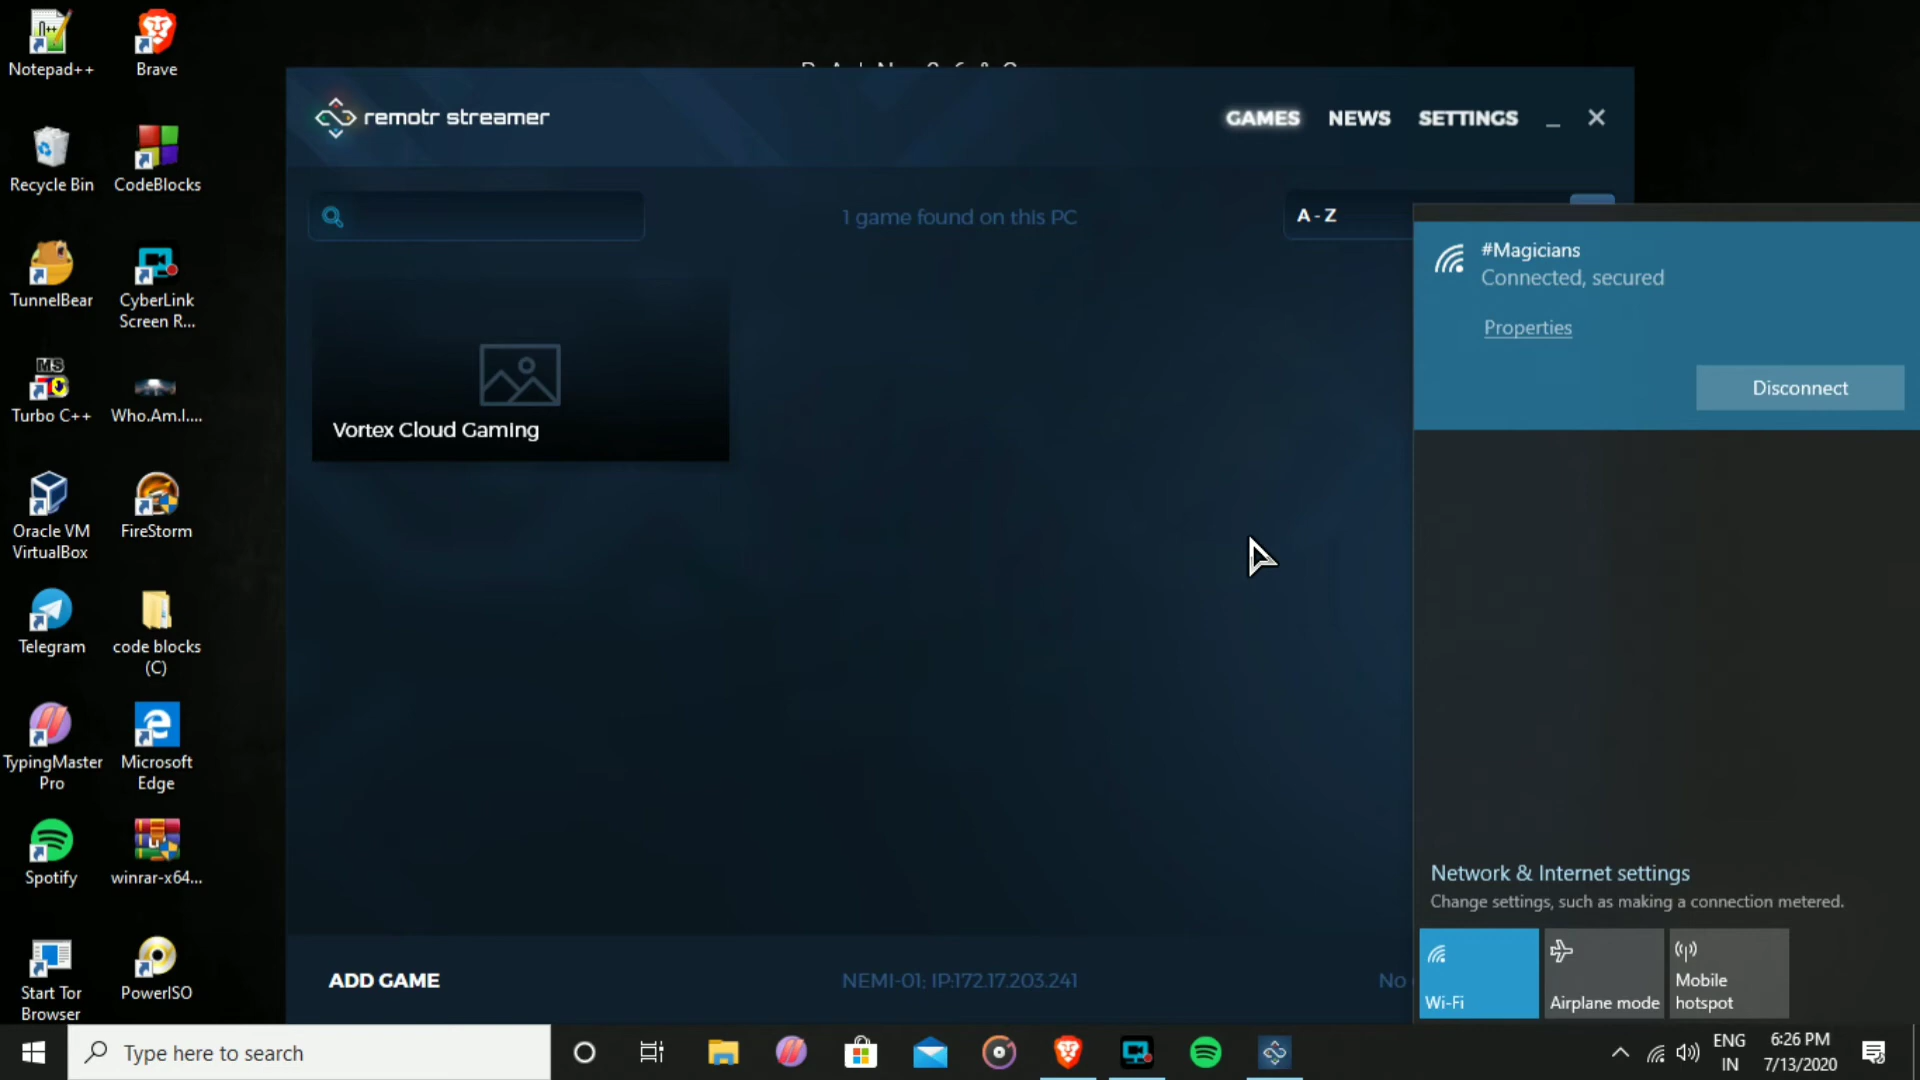 Notepad++
Brave
Recycle Bin
CodeBlocks
TunnelBear
CyberLink
Screen R...
MS
Turbo C++
Who.Am.I....
Oracle VM
VirtualBox
FireStorm
Telegram
code blocks
(C)
TypingMaster
Pro
Microsoft
Edge
Spotify
winrar-x64...
Start Tor
Browser
PowerISO
remotr streamer
GAMES
NEWS
SETTINGS
1 game found on this PC
A - Z
Vortex Cloud Gaming
ADD GAME
NEMI-01; IP:172.17.203.241
No
#Magicians
Connected, secured
Properties
Disconnect
Network & Internet settings
Change settings, such as making a connection metered.
Wi-Fi
Airplane mode
Mobile
hotspot
Type here to search
ENG
IN
6:26 PM
7/13/2020